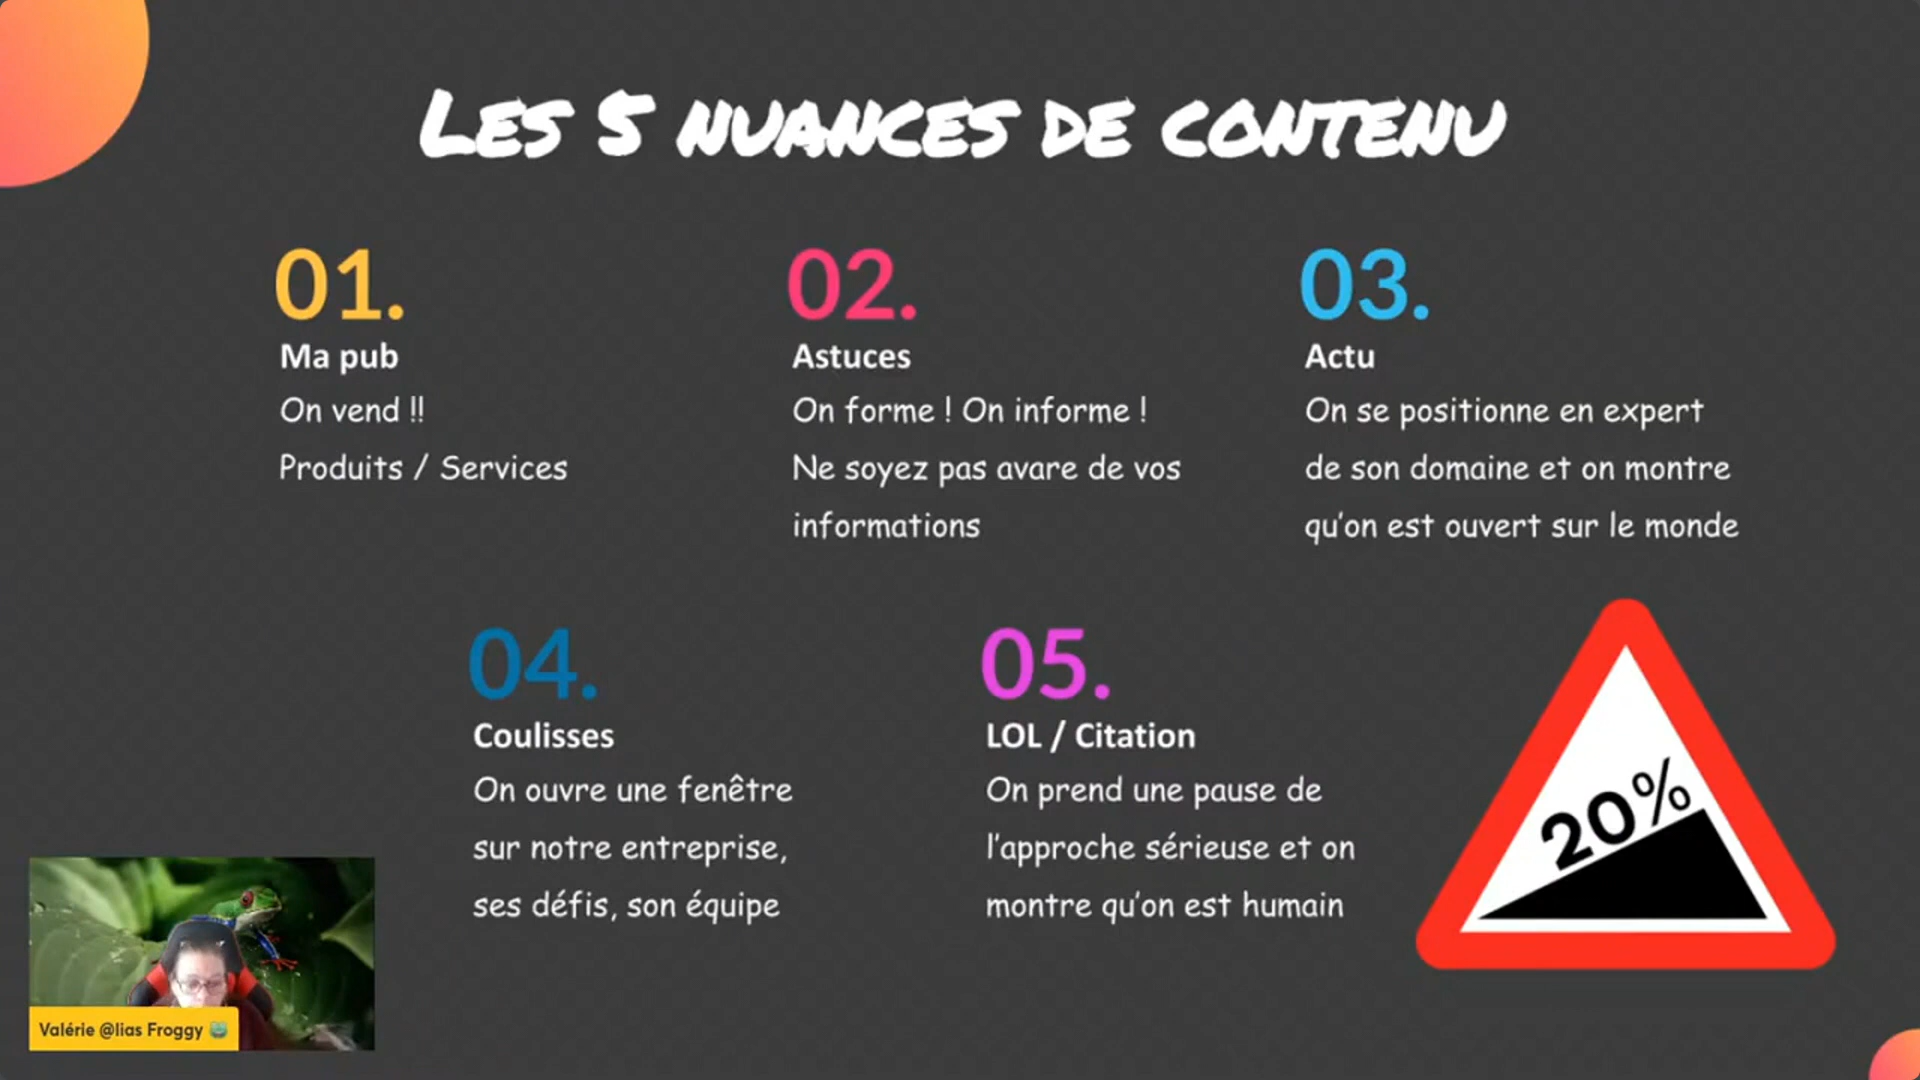 Les 5 nuances de contenu
01.
Ma pub
On vend !!
Produits / Services
02.
Astuces
On forme ! On informe !
Ne soyez pas avare de vos
informations
03.
Actu
On se positionne en expert
de son domaine et on montre
qu'on est ouvert sur le monde
04.
Coulisses
On ouvre une fenêtre
sur notre entreprise,
ses défis, son équipe
05.
LOL / Citation
On prend une pause de
l'approche sérieuse et on
montre qu'on est humain
20%
Valérie @lias Froggy 🐸